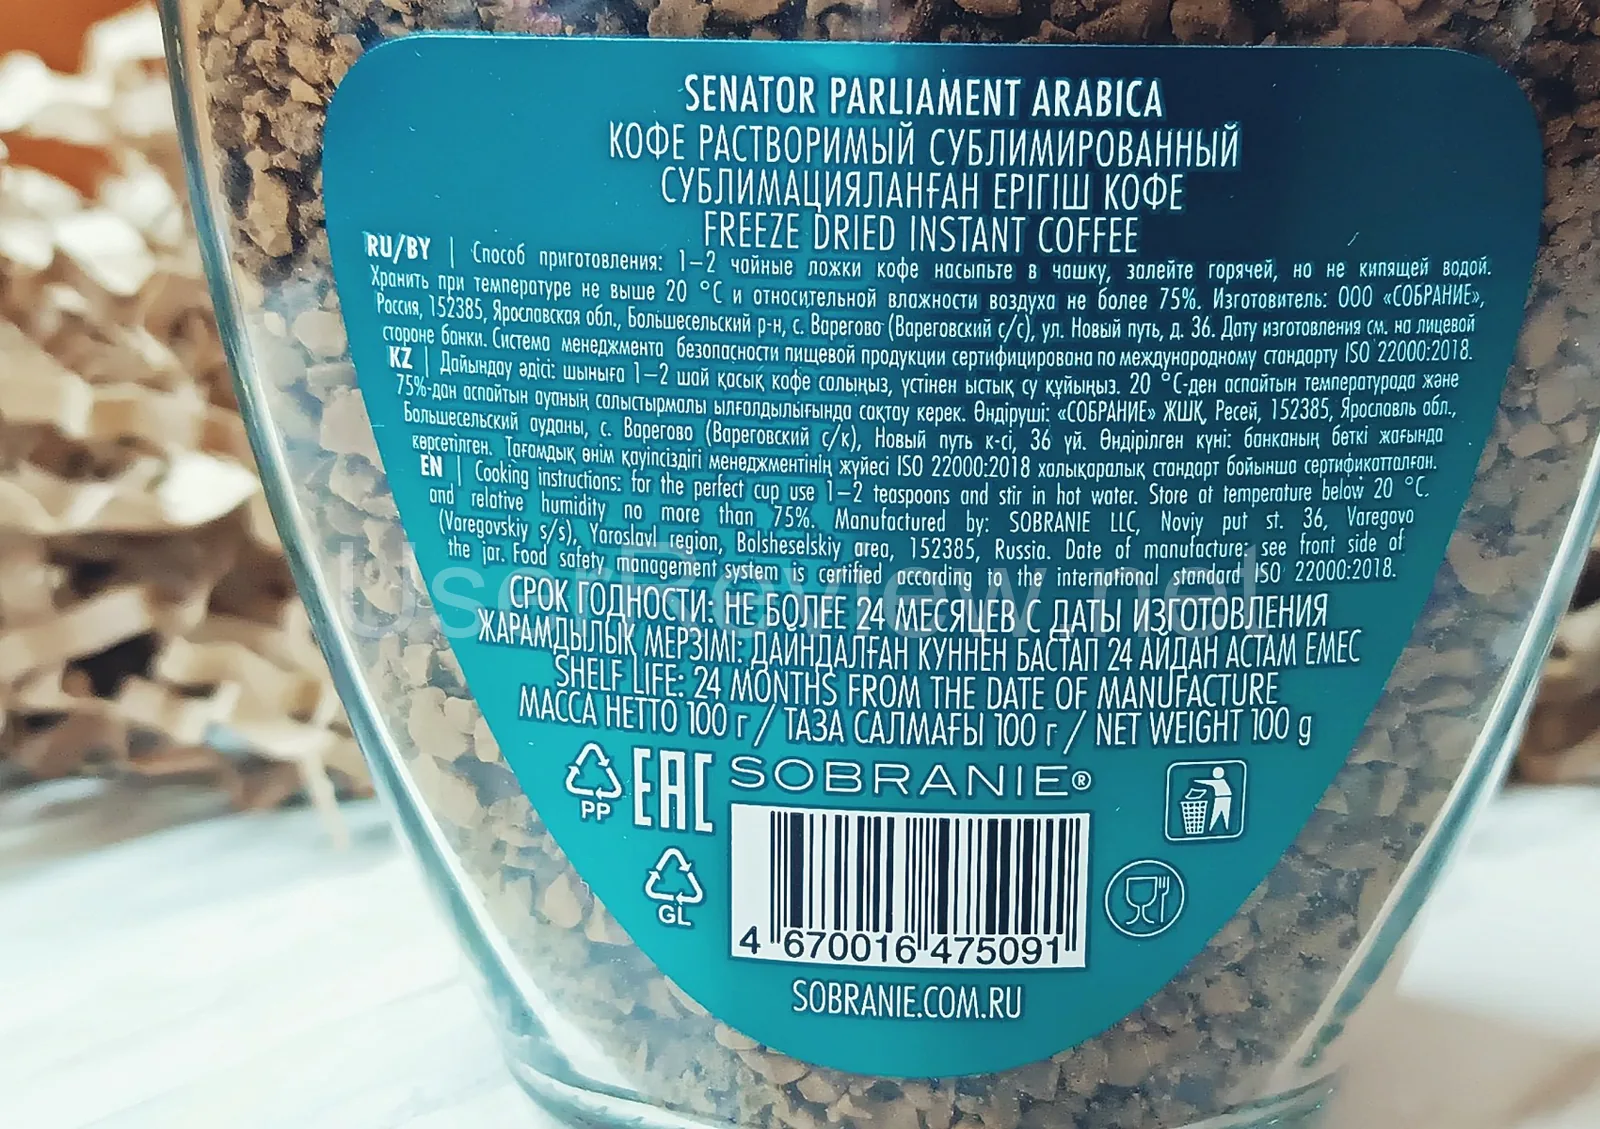 SENATOR PARLIAMENT ARABICA
КОФЕ РАСТВОРИМЫЙ СУБЛИМИРОВАННЫЙ
СУБЛИМАЦИЯЛАНҒАН ЕРІГІШ КОФЕ
FREEZE DRIED INSTANT COFFEE
RU/BY | Способ приготовления: 1–2 чайные ложки кофе насыпьте в чашку, залейте горячей, но не кипящей водой.
Хранить при температуре не выше 20 °C и относительной влажности воздуха не более 75%. Изготовитель: ООО «СОБРАНИЕ»,
Россия, 152385, Ярославская обл., Большесельский р-н, с. Варегово (Вареговский с/с), ул. Новый путь, д. 36. Дату изготовления см. на лицевой
стороне банки. Система менеджмента безопасности пищевой продукции сертифицирована по международному стандарту ISO 22000:2018.
KZ | Дайындау әдісі: шыныға 1–2 шай қасық кофе салыңыз, үстінен ыстық су құйыңыз. 20 °C-ден аспайтын температурада және
75%-дан аспайтын ауаның салыстырмалы ылғалдылығында сақтау керек. Өндіруші: «СОБРАНИЕ» ЖШҚ, Ресей, 152385, Ярославль обл.,
Большесельский ауданы, с. Варегово (Вареговский с/к), Новый путь к-сі, 36 үй. Өндірілген күні: банканың беткі жағында
көрсетілген. Тағамдық өнім қауіпсіздігі менеджментінің жүйесі ISO 22000:2018 халықаралық стандарт бойынша сертификатталған.
EN | Cooking instructions: for the perfect cup use 1–2 teaspoons and stir in hot water. Store at temperature below 20 °C.
and relative humidity no more than 75%. Manufactured by: SOBRANIE LLC, Noviy put st. 36, Varegovo
(Varegovskiy s/s), Yaroslavl region, Bolsheselskiy area, 152385, Russia. Date of manufacture: see front side of
the jar. Food safety management system is certified according to the international standard ISO 22000:2018.
СРОК ГОДНОСТИ: НЕ БОЛЕЕ 24 МЕСЯЦЕВ С ДАТЫ ИЗГОТОВЛЕНИЯ
ЖАРАМДЫЛЫҚ МЕРЗІМІ: ДАЙЫНДАЛҒАН КҮННЕН БАСТАП 24 АЙДАН АСТАМ ЕМЕС
SHELF LIFE: 24 MONTHS FROM THE DATE OF MANUFACTURE
МАССА НЕТТО 100 г / ТАЗА САЛМАҒЫ 100 г / NET WEIGHT 100 g
PP
EAC
SOBRANIE®
GL
4 670016 475091
SOBRANIE.COM.RU
UserReview.net